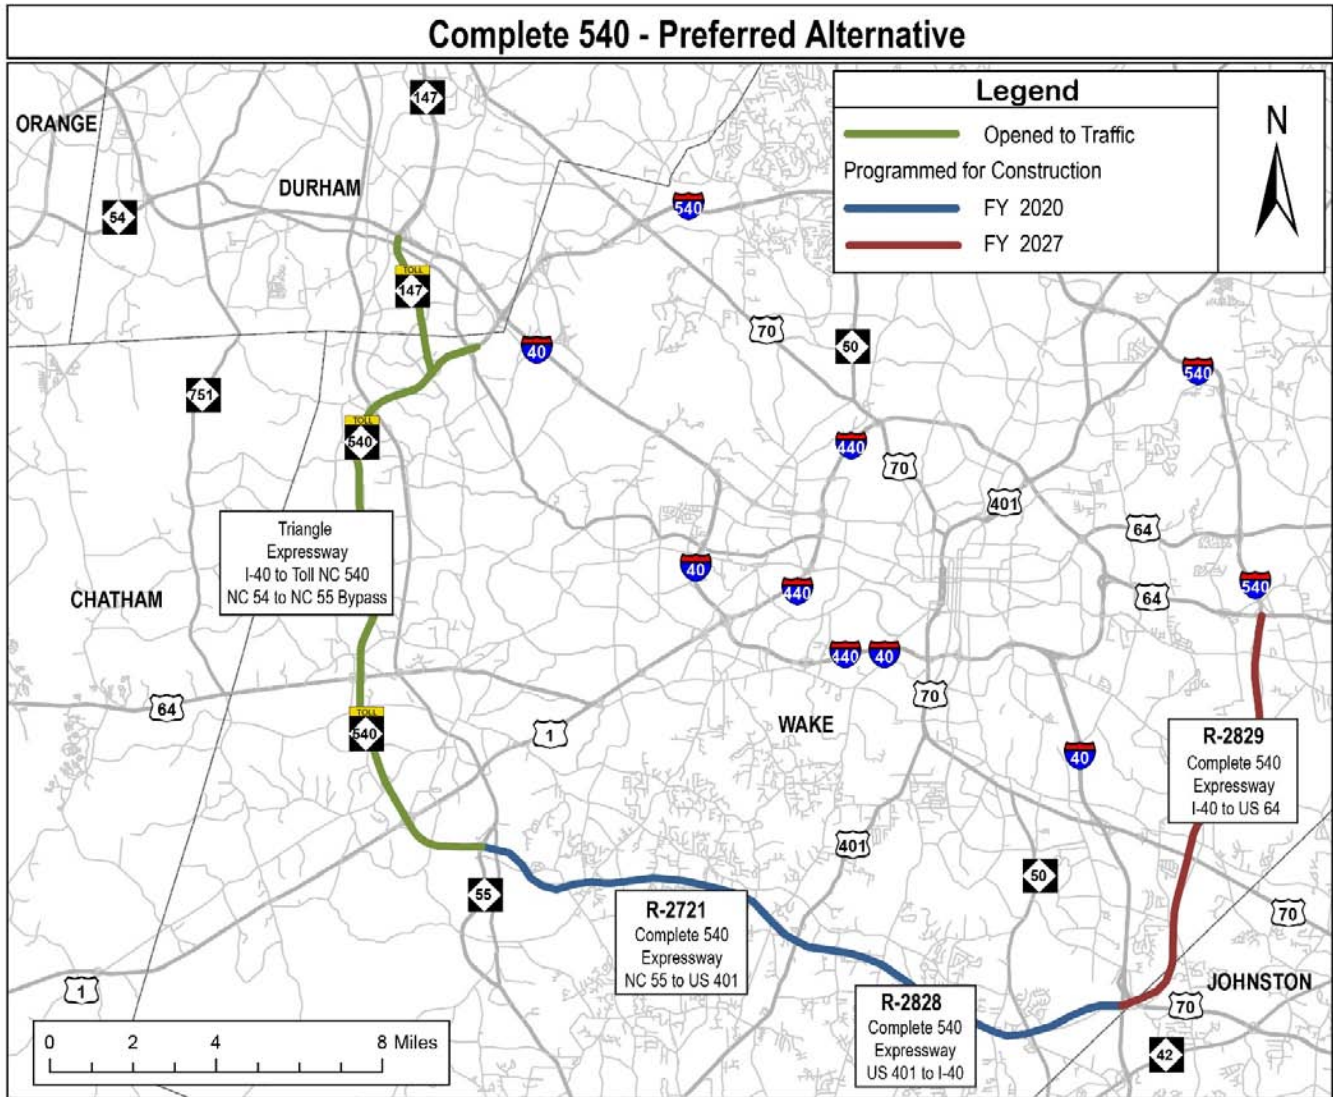 Complete 540 - Preferred Alternative
Legend
Opened to Traffic
Programmed for Construction
FY 2020
FY 2027
N
ORANGE
147
DURHAM
54
540
TOLL
147
70
50
40
540
751
TOLL
540
440
70
401
64
Triangle
Expressway
I-40 to Toll NC 540
NC 54 to NC 55 Bypass
40
440
64
540
CHATHAM
440
40
70
64
TOLL
540
1
WAKE
40
R-2829
Complete 540
Expressway
I-40 to US 64
401
50
55
70
R-2721
Complete 540
Expressway
NC 55 to US 401
1
R-2828
Complete 540
Expressway
US 401 to I-40
JOHNSTON
70
42
0 2 4 8 Miles